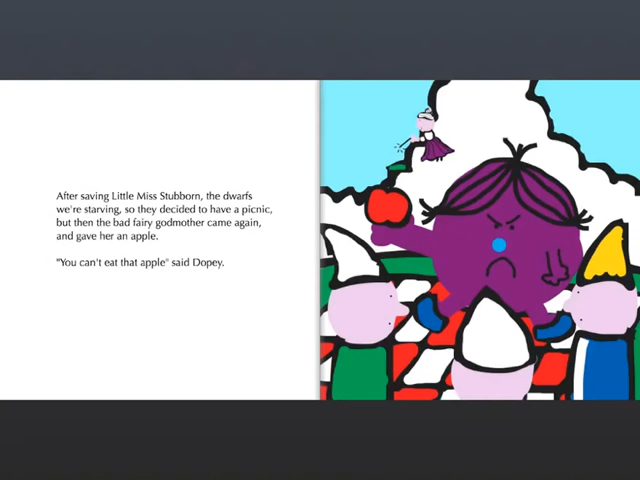 After saving Little Miss Stubborn, the dwarfs
we're starving, so they decided to have a picnic,
but then the bad fairy godmother came again,
and gave her an apple.
"You can't eat that apple" said Dopey.